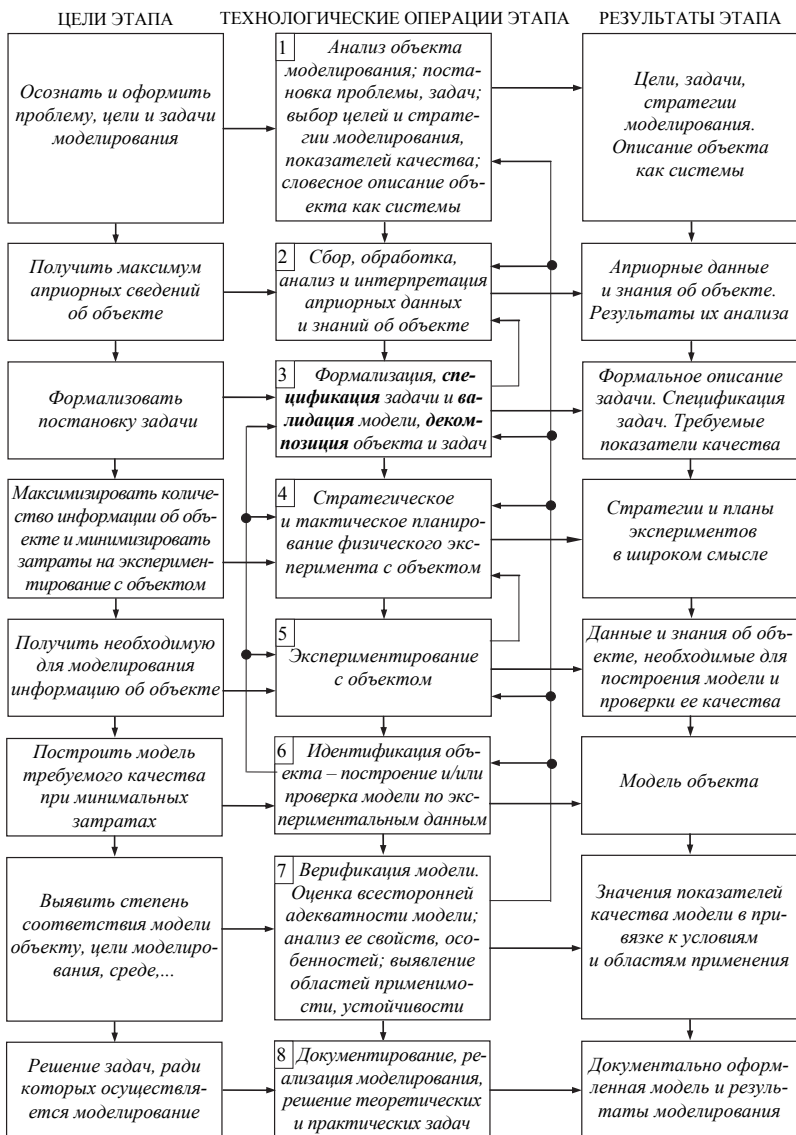 ЦЕЛИ ЭТАПА
ТЕХНОЛОГИЧЕСКИЕ ОПЕРАЦИИ ЭТАПА
РЕЗУЛЬТАТЫ ЭТАПА
Осознать и оформить
проблему, цели и задачи
моделирования
1
Анализ объекта
моделирования; поста-
новка проблемы, задач;
выбор целей и страте-
гии моделирования,
показателей качества;
словесное описание объ-
екта как системы
Цели, задачи,
стратегии
моделирования.
Описание объекта
как системы
Получить максимум
априорных сведений
об объекте
2
Сбор, обработка,
анализ и интерпретация
априорных данных
и знаний об объекте
Априорные данные
и знания об объекте.
Результаты их анализа
Формализовать
постановку задачи
3
Формализация, спе-
цификация задачи и ва-
лидация модели, деком-
позиция объекта и задач
Формальное описание
задачи. Спецификация
задач. Требуемые
показатели качества
Максимизировать количе-
ство информации об объ-
екте и минимизировать
затраты на эксперимен-
тирование с объектом
4
Стратегическое
и тактическое планиро-
вание физического экс-
перимента с объектом
Стратегии и планы
экспериментов
в широком смысле
Получить необходимую
для моделирования
информацию об объекте
5
Экспериментирование
с объектом
Данные и знания об объ-
екте, необходимые для
построения модели и
проверки ее качества
Построить модель
требуемого качества
при минимальных
затратах
6
Идентификация объ-
екта – построение и/или
проверка модели по экс-
периментальным данным
Модель объекта
Выявить степень
соответствия модели
объекту, цели моделиро-
вания, среде,...
7
Верификация модели.
Оценка всесторонней
адекватности модели;
анализ ее свойств, осо-
бенностей; выявление
областей применимо-
сти, устойчивости
Значения показателей
качества модели в при-
вязке к условиям
и областям применения
Решение задач, ради
которых осуществля-
ется моделирование
8
Документирование, ре-
ализация моделирования,
решение теоретических
и практических задач
Документально оформ-
ленная модель и резуль-
таты моделирования